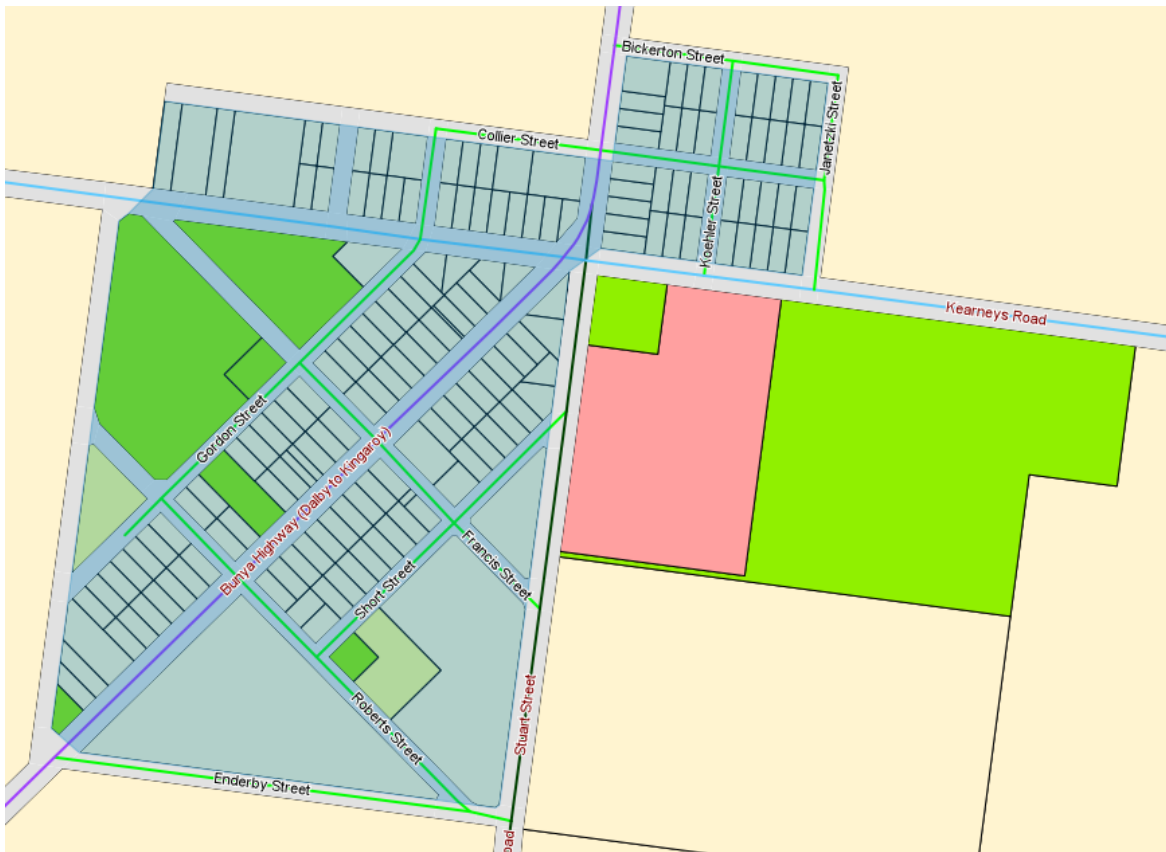 Bickerton Street
Collier Street
Janetzki Street
Koehler Street
Kearneys Road
Gordon Street
Bunya Highway (Dalby to Kingaroy)
Francis Street
Short Street
Roberts Street
Stuart Street
Enderby Street
oad